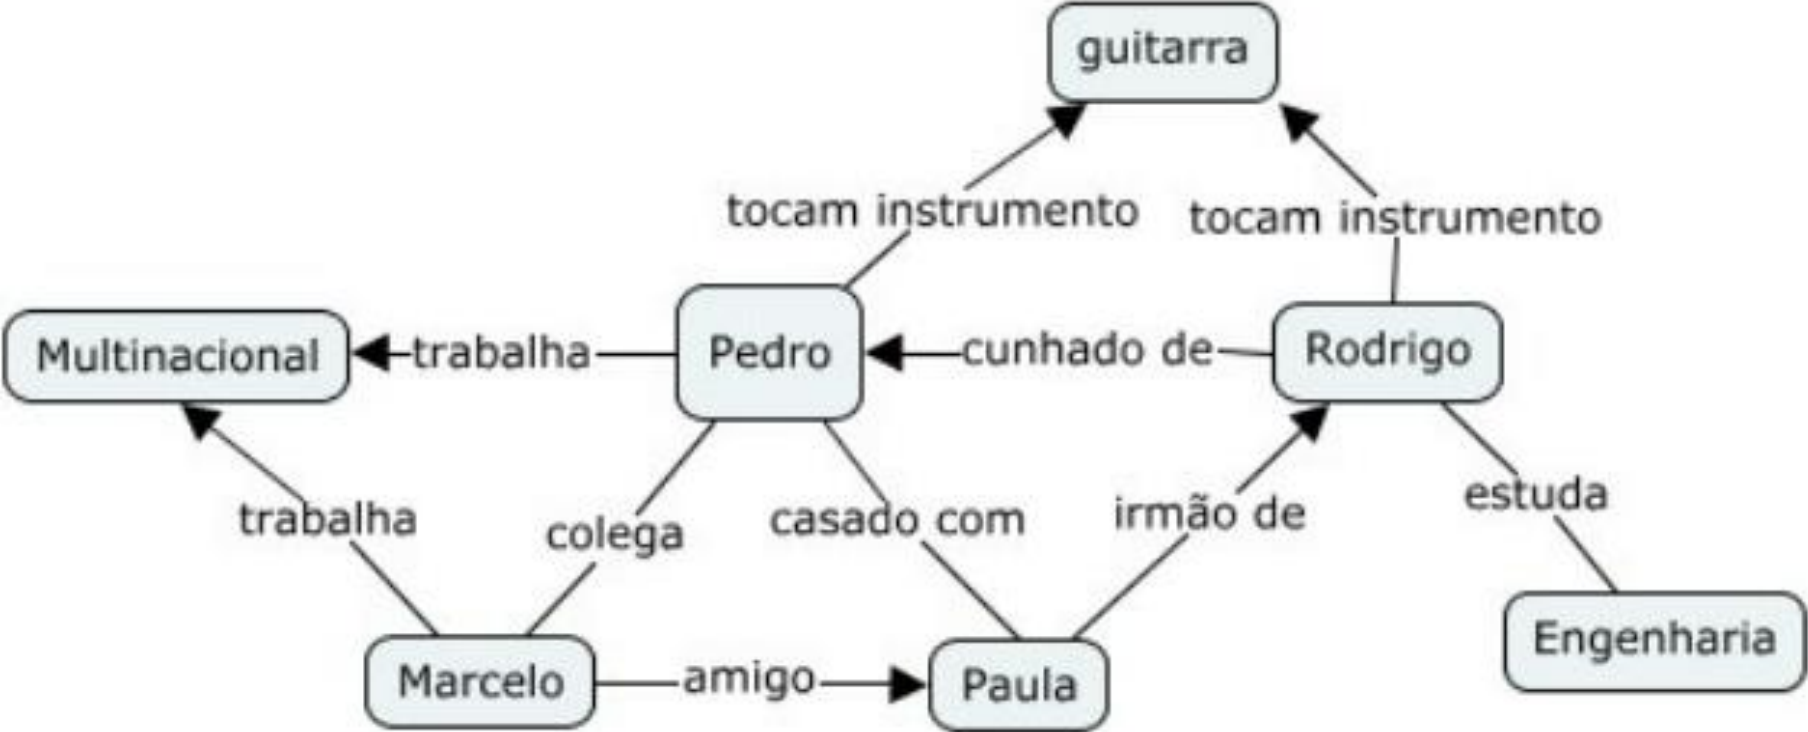 guitarra
tocam instrumento
tocam instrumento
Multinacional
trabalha
Pedro
cunhado de
Rodrigo
trabalha
colega
casado com
irmão de
estuda
Marcelo
amigo
Paula
Engenharia